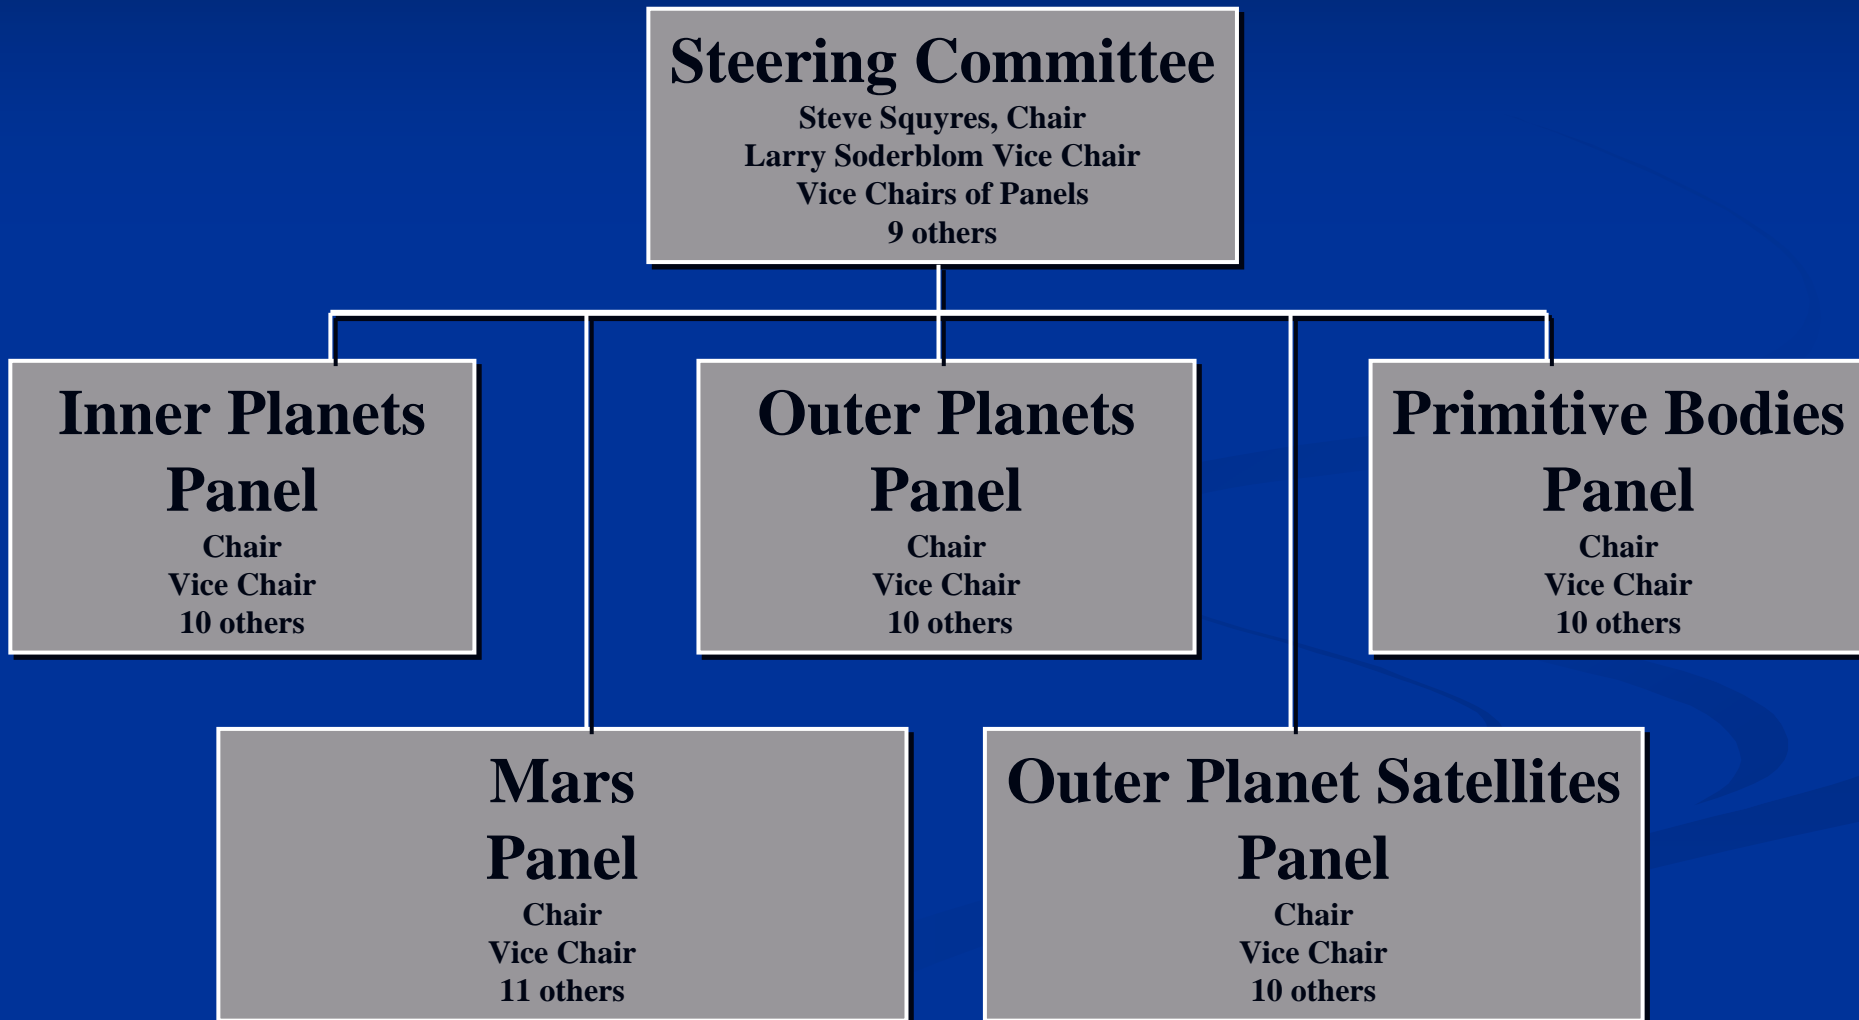 Steering Committee
Steve Squyres, Chair
Larry Soderblom Vice Chair
Vice Chairs of Panels
9 others
Inner Planets
Panel
Chair
Vice Chair
10 others
Outer Planets
Panel
Chair
Vice Chair
10 others
Primitive Bodies
Panel
Chair
Vice Chair
10 others
Mars
Panel
Chair
Vice Chair
11 others
Outer Planet Satellites
Panel
Chair
Vice Chair
10 others